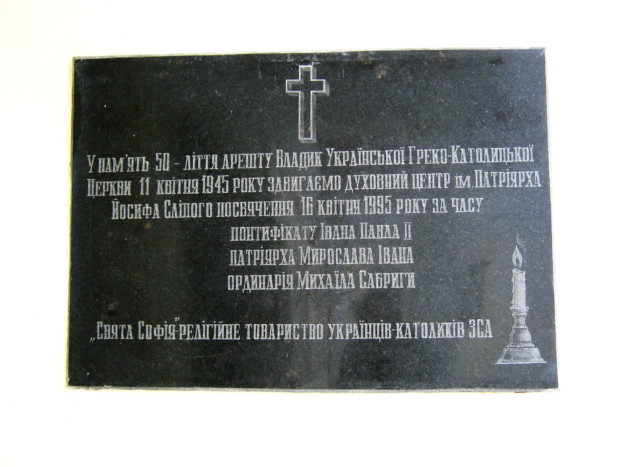 У пам'ять 50 - ліття арешту Владик Української Греко-Католицької
Церкви 11 квітня 1945 року здвигаємо духовний центр ім. Патріярха
Йосифа Сліпого посвячення 16 квітня 1995 року за часу
понтифікату Івана Павла II
патріярха Мирослава Івана
ординарія Михаїла Сабриги
„Свята Софія"-релігійне товариство українців-католиків ЗСА